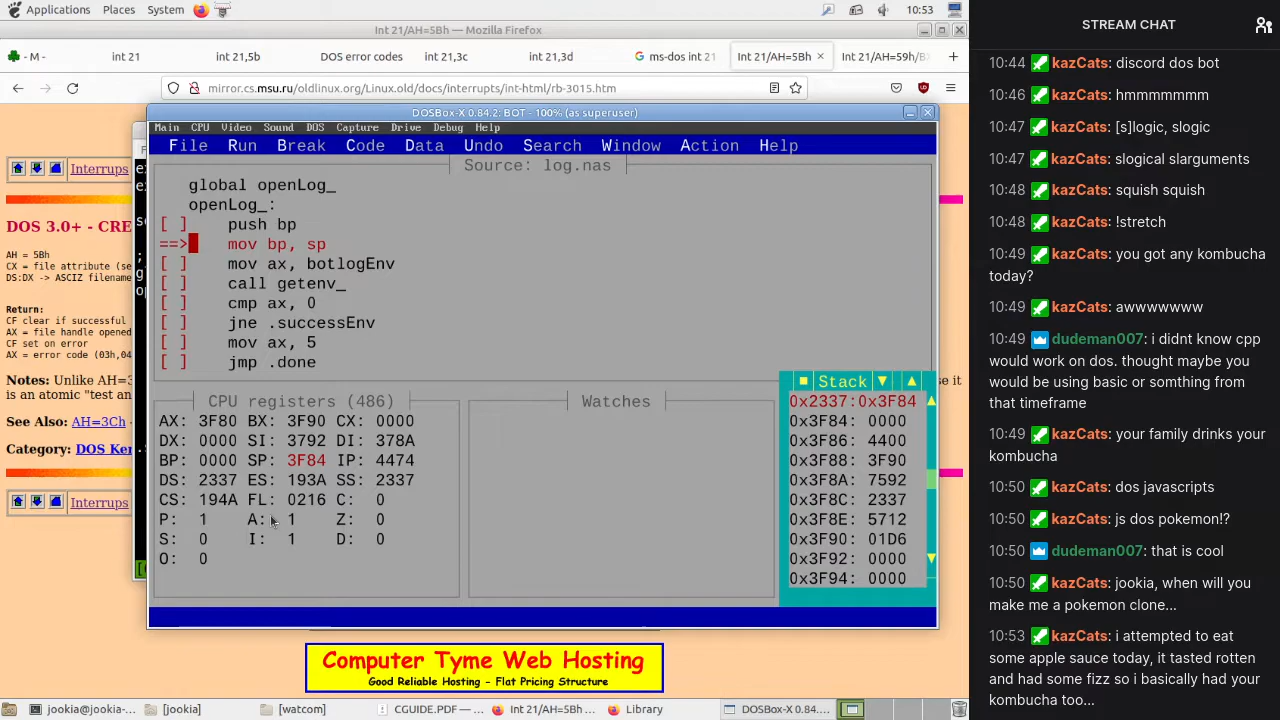 Applications Places System 10:53
Int 21/AH=5Bh — Mozilla Firefox
- M - int 21 int 21,5b DOS error codes int 21,3c int 21,3d ms-dos int 21 Int 21/AH=5Bh × Int 21/AH=59h/BX +
mirror.cs.msu.ru/oldlinux.org/Linux.old/docs/interrupts/int-html/rb-3015.htm
DOSBox-X 0.84.2: BOT - 100% (as superuser)
Main CPU Video Sound DOS Capture Drive Debug Help
File Run Break Code Data Undo Search Window Action Help
Source: log.nas
global openLog_
openLog_:
[ ] push bp
==> mov bp, sp
[ ] mov ax, botlogEnv
[ ] call getenv_
[ ] cmp ax, 0
[ ] jne .successEnv
[ ] mov ax, 5
[ ] jmp .done
CPU registers (486)
AX: 3F80 BX: 3F90 CX: 0000
DX: 0000 SI: 3792 DI: 378A
BP: 0000 SP: 3F84 IP: 4474
DS: 2337 ES: 193A SS: 2337
CS: 194A FL: 0216 C: 0
P: 1 A: 1 Z: 0
S: 0 I: 1 D: 0
O: 0
Watches
Stack
0x2337:0x3F84
0x3F84: 0000
0x3F86: 4400
0x3F88: 3F90
0x3F8A: 7592
0x3F8C: 2337
0x3F8E: 5712
0x3F90: 01D6
0x3F92: 0000
0x3F94: 0000
Interrups
DOS 3.0+ - CRE
AH = 5Bh
CX = file attribute (se
DS:DX -> ASCIZ filename
Return:
CF clear if successful
AX = file handle opened
CF set on error
AX = error code (03h,04
Notes: Unlike AH=3
is an atomic "test an
See Also: AH=3Ch
Category: DOS Ker
Interrups
Computer Tyme Web Hosting
Good Reliable Hosting - Flat Pricing Structure
jookia@jookia-... [jookia] [watcom] CGUIDE.PDF —... Int 21/AH=5Bh ... Library DOSBox-X 0.84....
STREAM CHAT
10:44 kazCats: discord dos bot
10:46 kazCats: hmmmmmmm
10:47 kazCats: [s]logic, slogic
10:47 kazCats: slogical slarguments
10:48 kazCats: squish squish
10:48 kazCats: !stretch
10:49 kazCats: you got any kombucha
today?
10:49 kazCats: awwwwwww
10:49 dudeman007: i didnt know cpp
would work on dos. thought maybe you
would be using basic or somthing from
that timeframe
10:49 kazCats: your family drinks your
kombucha
10:50 kazCats: dos javascripts
10:50 kazCats: js dos pokemon!?
10:50 dudeman007: that is cool
10:50 kazCats: jookia, when will you
make me a pokemon clone...
10:53 kazCats: i attempted to eat
some apple sauce today, it tasted rotten
and had some fizz so i basically had your
kombucha too...